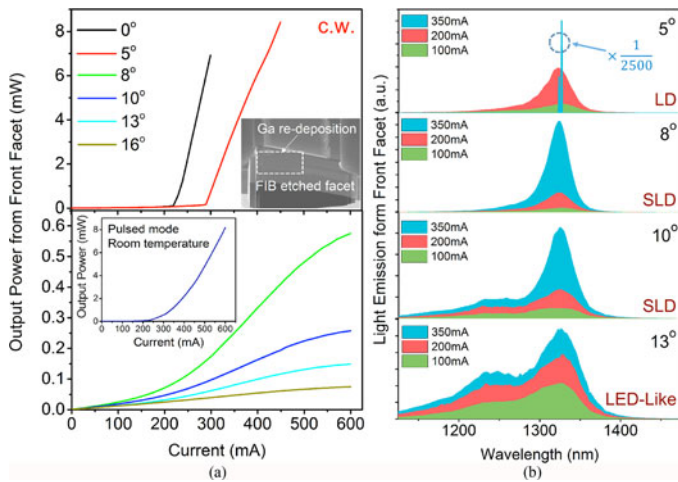 (a)
C.W.
0°
5°
8°
10°
13°
16°
Output Power from Front Facet (mW)
8
6
4
2
0
Ga re-deposition
FIB etched facet
0.6
0.5
0.4
0.3
0.2
0.1
0.0
Pulsed mode
Room temperature
Output Power (mW)
8
6
4
2
0
0 100 200 300 400 500 600
Current (mA)
0 100 200 300 400 500 600
Current (mA)
(a)
(b)
Light Emission form Front Facet (a.u.)
350mA
200mA
100mA
× 1
2500
5°
LD
350mA
200mA
100mA
8°
SLD
350mA
200mA
100mA
10°
SLD
350mA
200mA
100mA
13°
LED-Like
1200 1300 1400
Wavelength (nm)
(b)